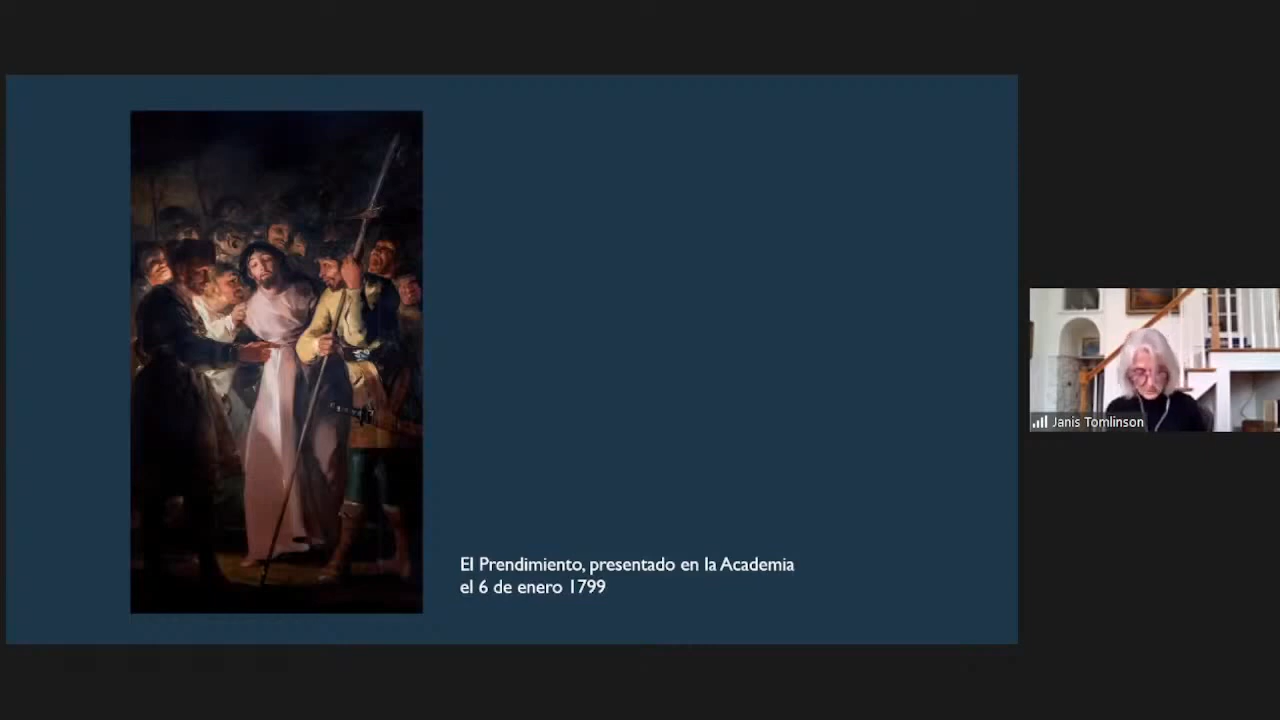 El Prendimiento, presentado en la Academia
el 6 de enero 1799
Janis Tomlinson